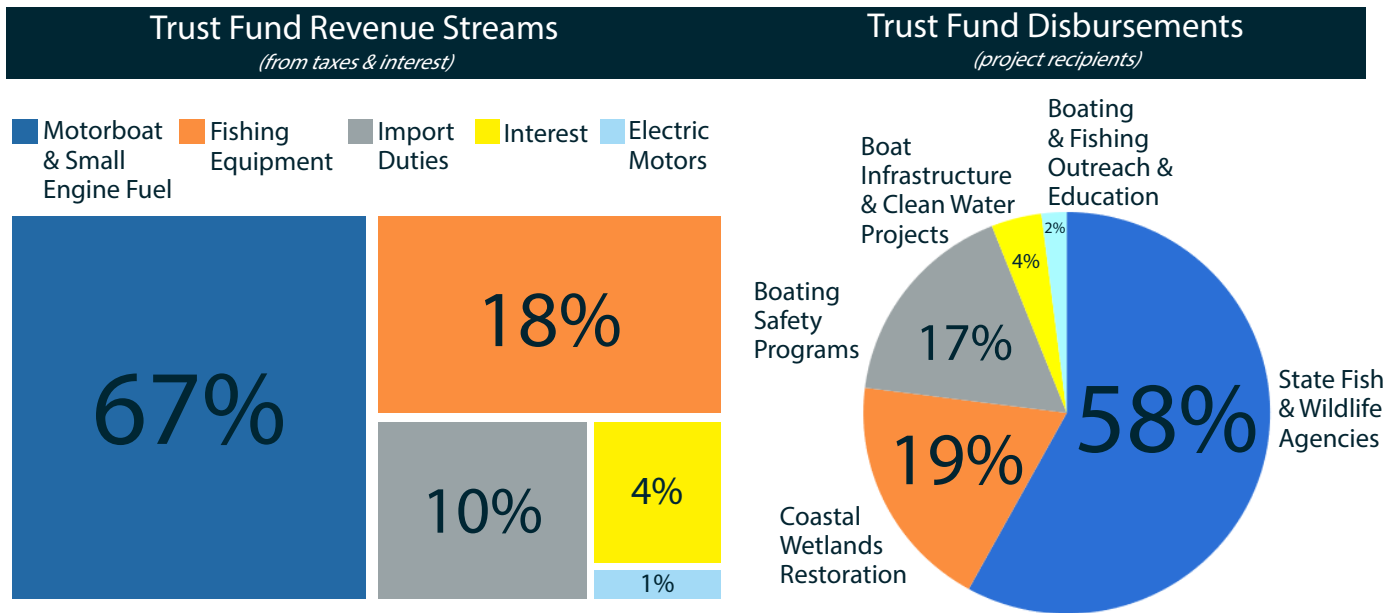 Trust Fund Revenue Streams
(from taxes & interest)
Trust Fund Disbursements
(project recipients)
Motorboat
& Small
Engine Fuel
Fishing
Equipment
Import
Duties
Interest
Electric
Motors
67%
18%
10%
4%
1%
Boating
& Fishing
Outreach &
Education
Boat
Infrastructure
& Clean Water
Projects
Boating
Safety
Programs
Coastal
Wetlands
Restoration
State Fish
& Wildlife
Agencies
2%
4%
17%
19%
58%